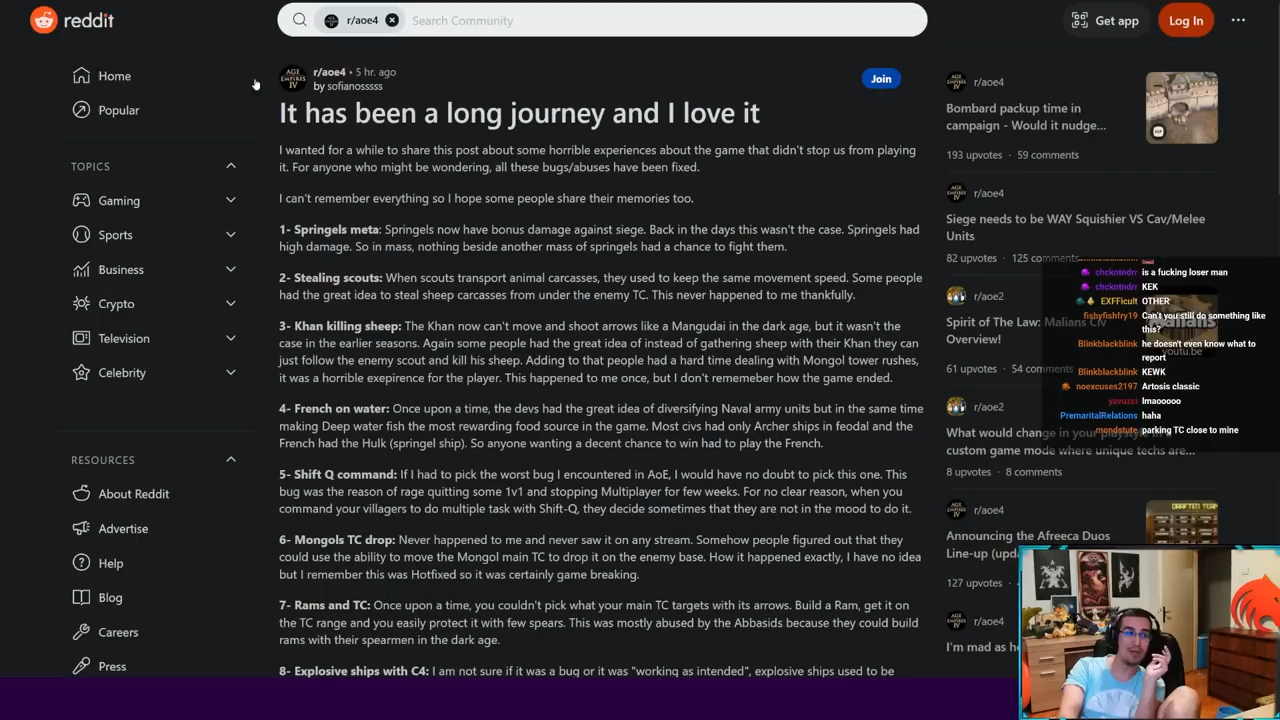 reddit
r/aoe4
Search Community
Get app
Log In
Home
Popular
TOPICS
Gaming
Sports
Business
Crypto
Television
Celebrity
RESOURCES
About Reddit
Advertise
Help
Blog
Careers
Press
AGE
EMPIRES
IV
r/aoe4 • 5 hr. ago
by sofianosssss
Join
It has been a long journey and I love it
I wanted for a while to share this post about some horrible experiences about the game that didn't stop us from playing
it. For anyone who might be wondering, all these bugs/abuses have been fixed.
I can't remember everything so I hope some people share their memories too.
1- Springels meta: Springels now have bonus damage against siege. Back in the days this wasn't the case. Springels had
high damage. So in mass, nothing beside another mass of springels had a chance to fight them.
2- Stealing scouts: When scouts transport animal carcasses, they used to keep the same movement speed. Some people
had the great idea to steal sheep carcasses from under the enemy TC. This never happened to me thankfully.
3- Khan killing sheep: The Khan now can't move and shoot arrows like a Mangudai in the dark age, but it wasn't the
case in the earlier seasons. Again some people had the great idea of instead of gathering sheep with their Khan they can
just follow the enemy scout and kill his sheep. Adding to that people had a hard time dealing with Mongol tower rushes,
it was a horrible exepirence for the player. This happened to me once, but I don't remember how the game ended.
4- French on water: Once upon a time, the devs had the great idea of diversifying Naval army units but in the same time
making Deep water fish the most rewarding food source in the game. Most civs had only Archer ships in feodal and the
French had the Hulk (springel ship). So anyone wanting a decent chance to win had to play the French.
5- Shift Q command: If I had to pick the worst bug I encountered in AoE, I would have no doubt to pick this one. This
bug was the reason of rage quitting some 1v1 and stopping Multiplayer for few weeks. For no clear reason, when you
command your villagers to do multiple task with Shift-Q, they decide sometimes that they are not in the mood to do it.
6- Mongols TC drop: Never happened to me and never saw it on any stream. Somehow people figured out that they
could use the ability to move the Mongol main TC to drop it on the enemy base. How it happened exactly, I have no idea
but I remember this was Hotfixed so it was certainly game breaking.
7- Rams and TC: Once upon a time, you couldn't pick what your main TC targets with its arrows. Build a Ram, get it on
the TC range and you easily protect it with few spears. This was mostly abused by the Abbasids because they could build
rams with their spearmen in the dark age.
8- Explosive ships with C4: I am not sure if it was a bug or it was "working as intended", explosive ships used to be
r/aoe4
Bombard packup time in
campaign - Would it nudge...
193 upvotes · 59 comments
r/aoe4
Siege needs to be WAY Squishier VS Cav/Melee
Units
82 upvotes · 125 comments
r/aoe2
Spirit of The Law: Malians Civ
Overview!
Malians
youtu.be
61 upvotes · 54 comments
r/aoe2
What would change in your playstyle in a
custom game mode where unique techs are...
8 upvotes · 8 comments
r/aoe4
Announcing the Afreeca Duos
Line-up (upda
127 upvotes
r/aoe4
I'm mad as he
chckntndrr is a fucking loser man
chckntndrr KEK
EXFFicult OTHER
fishyfishfry19 Can't you still do something like
this?
Blinkblackblink he doesn't even know what to
report
Blinkblackblink KEWK
noexcuses2197 Artosis classic
yavuzci lmaooooo
PremaritalRelations haha
mondstute parking TC close to mine